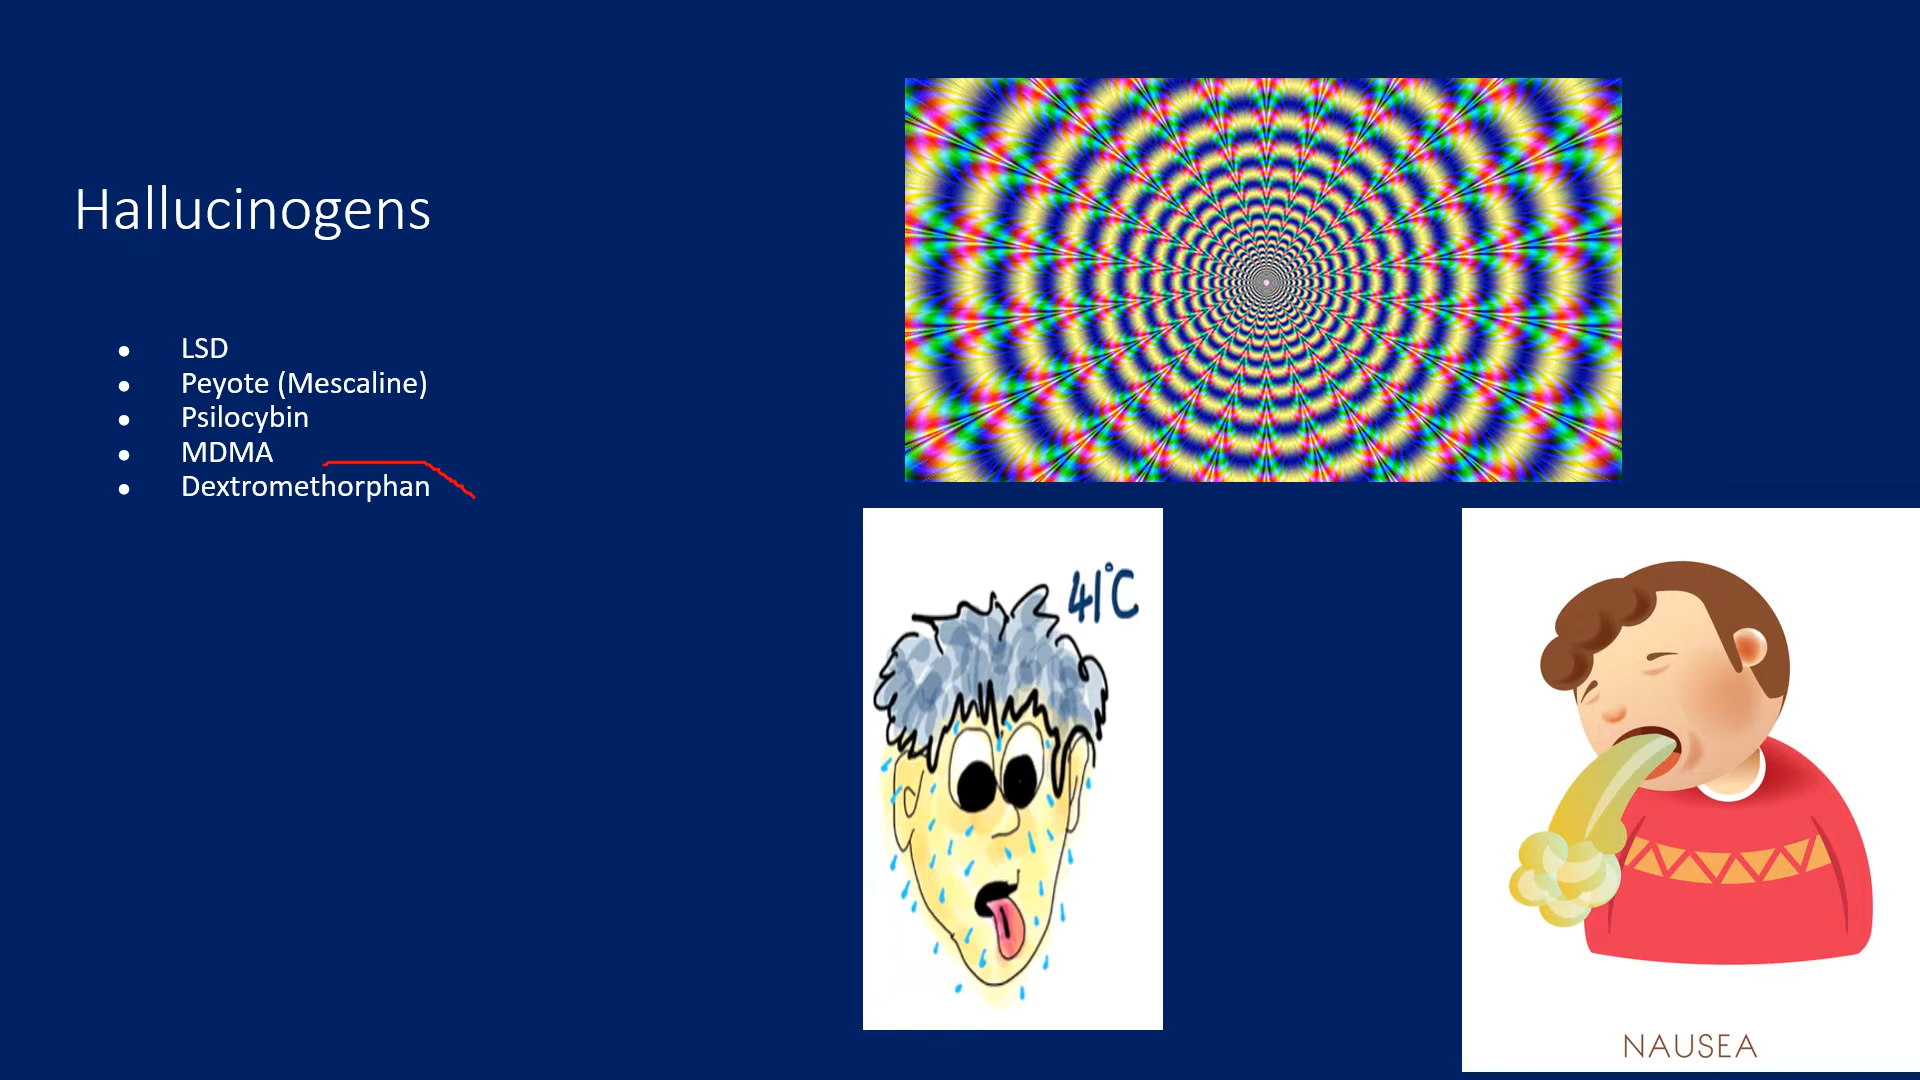 Hallucinogens
• LSD
• Peyote (Mescaline)
• Psilocybin
• MDMA
• Dextromethorphan
41°C
NAUSEA